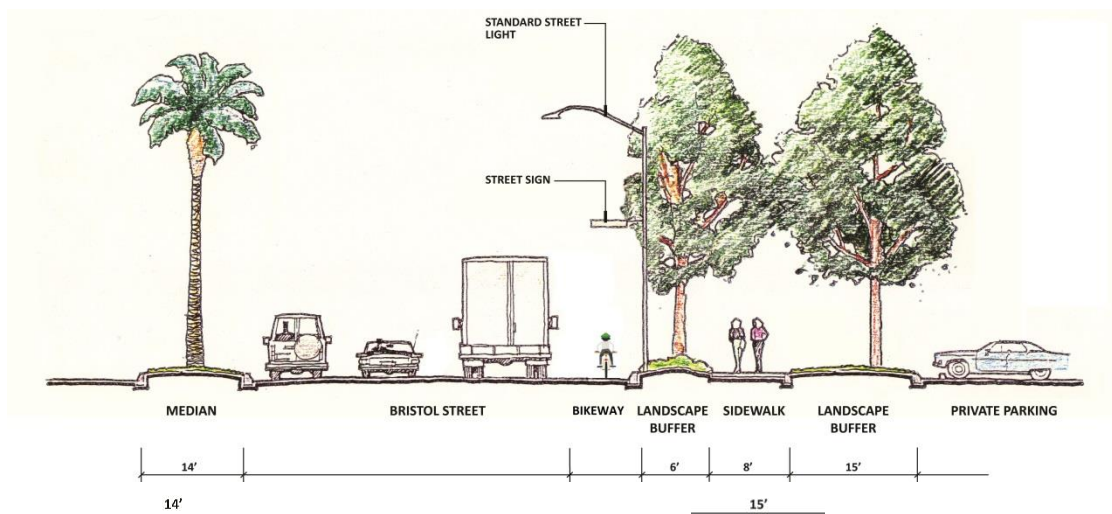 STANDARD STREET
LIGHT
STREET SIGN
MEDIAN
BRISTOL STREET
BIKEWAY
LANDSCAPE
BUFFER
SIDEWALK
LANDSCAPE
BUFFER
PRIVATE PARKING
14'
6'
8'
15'
14'
15'